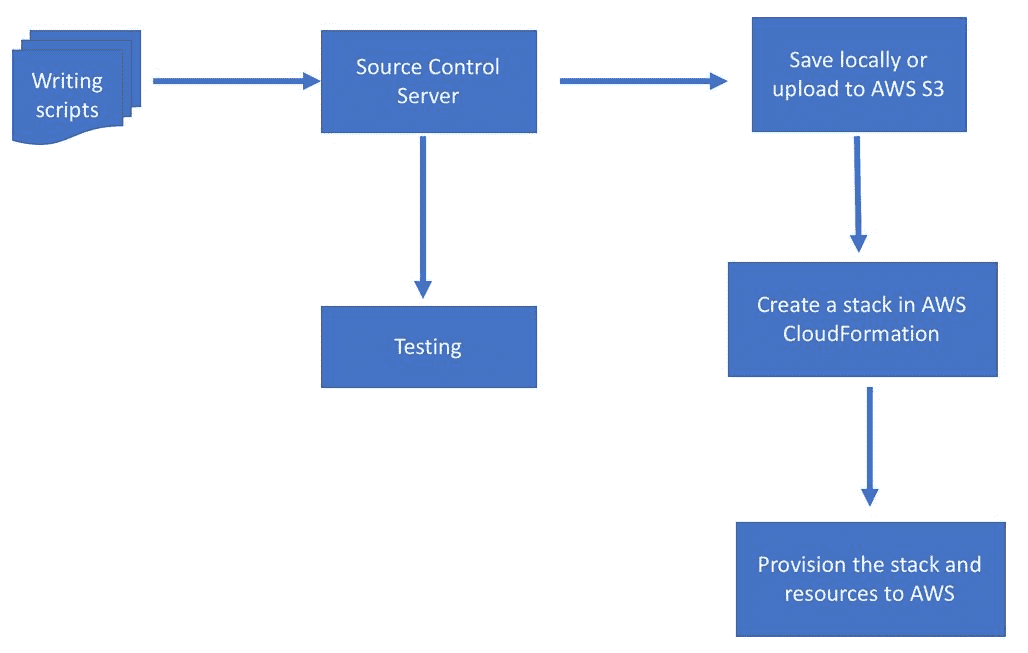 Writing
scripts
Source Control
Server
Save locally or
upload to AWS S3
Testing
Create a stack in AWS
CloudFormation
Provision the stack and
resources to AWS